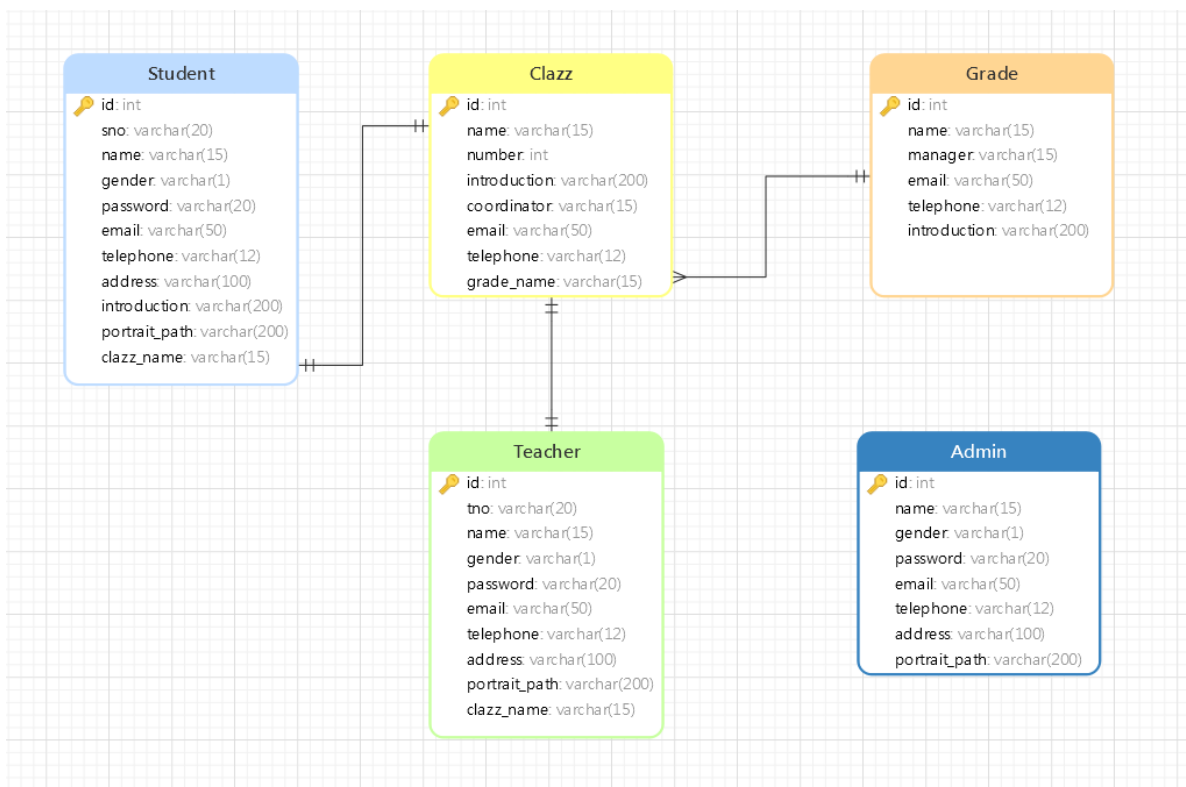 Student
id: int
sno: varchar(20)
name: varchar(15)
gender: varchar(1)
password: varchar(20)
email: varchar(50)
telephone: varchar(12)
address: varchar(100)
introduction: varchar(200)
portrait_path: varchar(200)
clazz_name: varchar(15)
Clazz
id: int
name: varchar(15)
number: int
introduction: varchar(200)
coordinator: varchar(15)
email: varchar(50)
telephone: varchar(12)
grade_name: varchar(15)
Grade
id: int
name: varchar(15)
manager: varchar(15)
email: varchar(50)
telephone: varchar(12)
introduction: varchar(200)
Teacher
id: int
tno: varchar(20)
name: varchar(15)
gender: varchar(1)
password: varchar(20)
email: varchar(50)
telephone: varchar(12)
address: varchar(100)
portrait_path: varchar(200)
clazz_name: varchar(15)
Admin
id: int
name: varchar(15)
gender: varchar(1)
password: varchar(20)
email: varchar(50)
telephone: varchar(12)
address: varchar(100)
portrait_path: varchar(200)